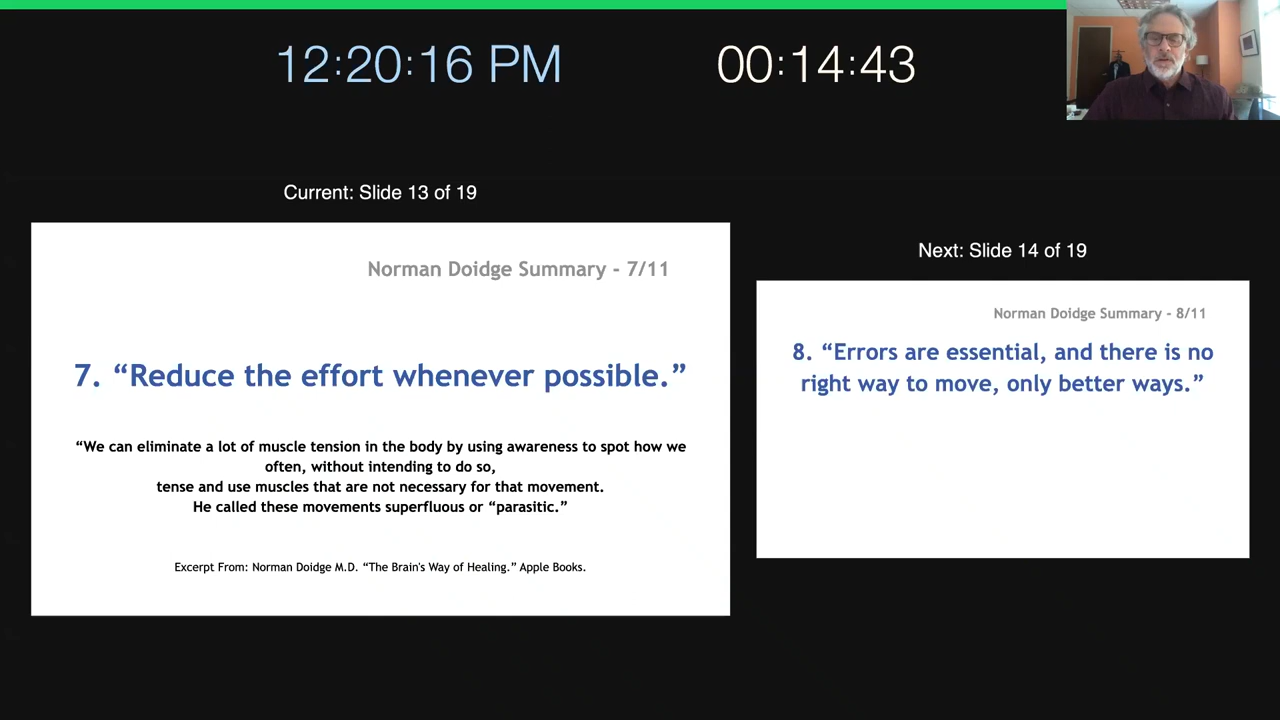 12:20:16 PM
00:14:43
Current: Slide 13 of 19
Norman Doidge Summary - 7/11
7. “Reduce the effort whenever possible.”
“We can eliminate a lot of muscle tension in the body by using awareness to spot how we
often, without intending to do so,
tense and use muscles that are not necessary for that movement.
He called these movements superfluous or “parasitic.”
Excerpt From: Norman Doidge M.D. “The Brain's Way of Healing.” Apple Books.
Next: Slide 14 of 19
Norman Doidge Summary - 8/11
8. “Errors are essential, and there is no
right way to move, only better ways.”